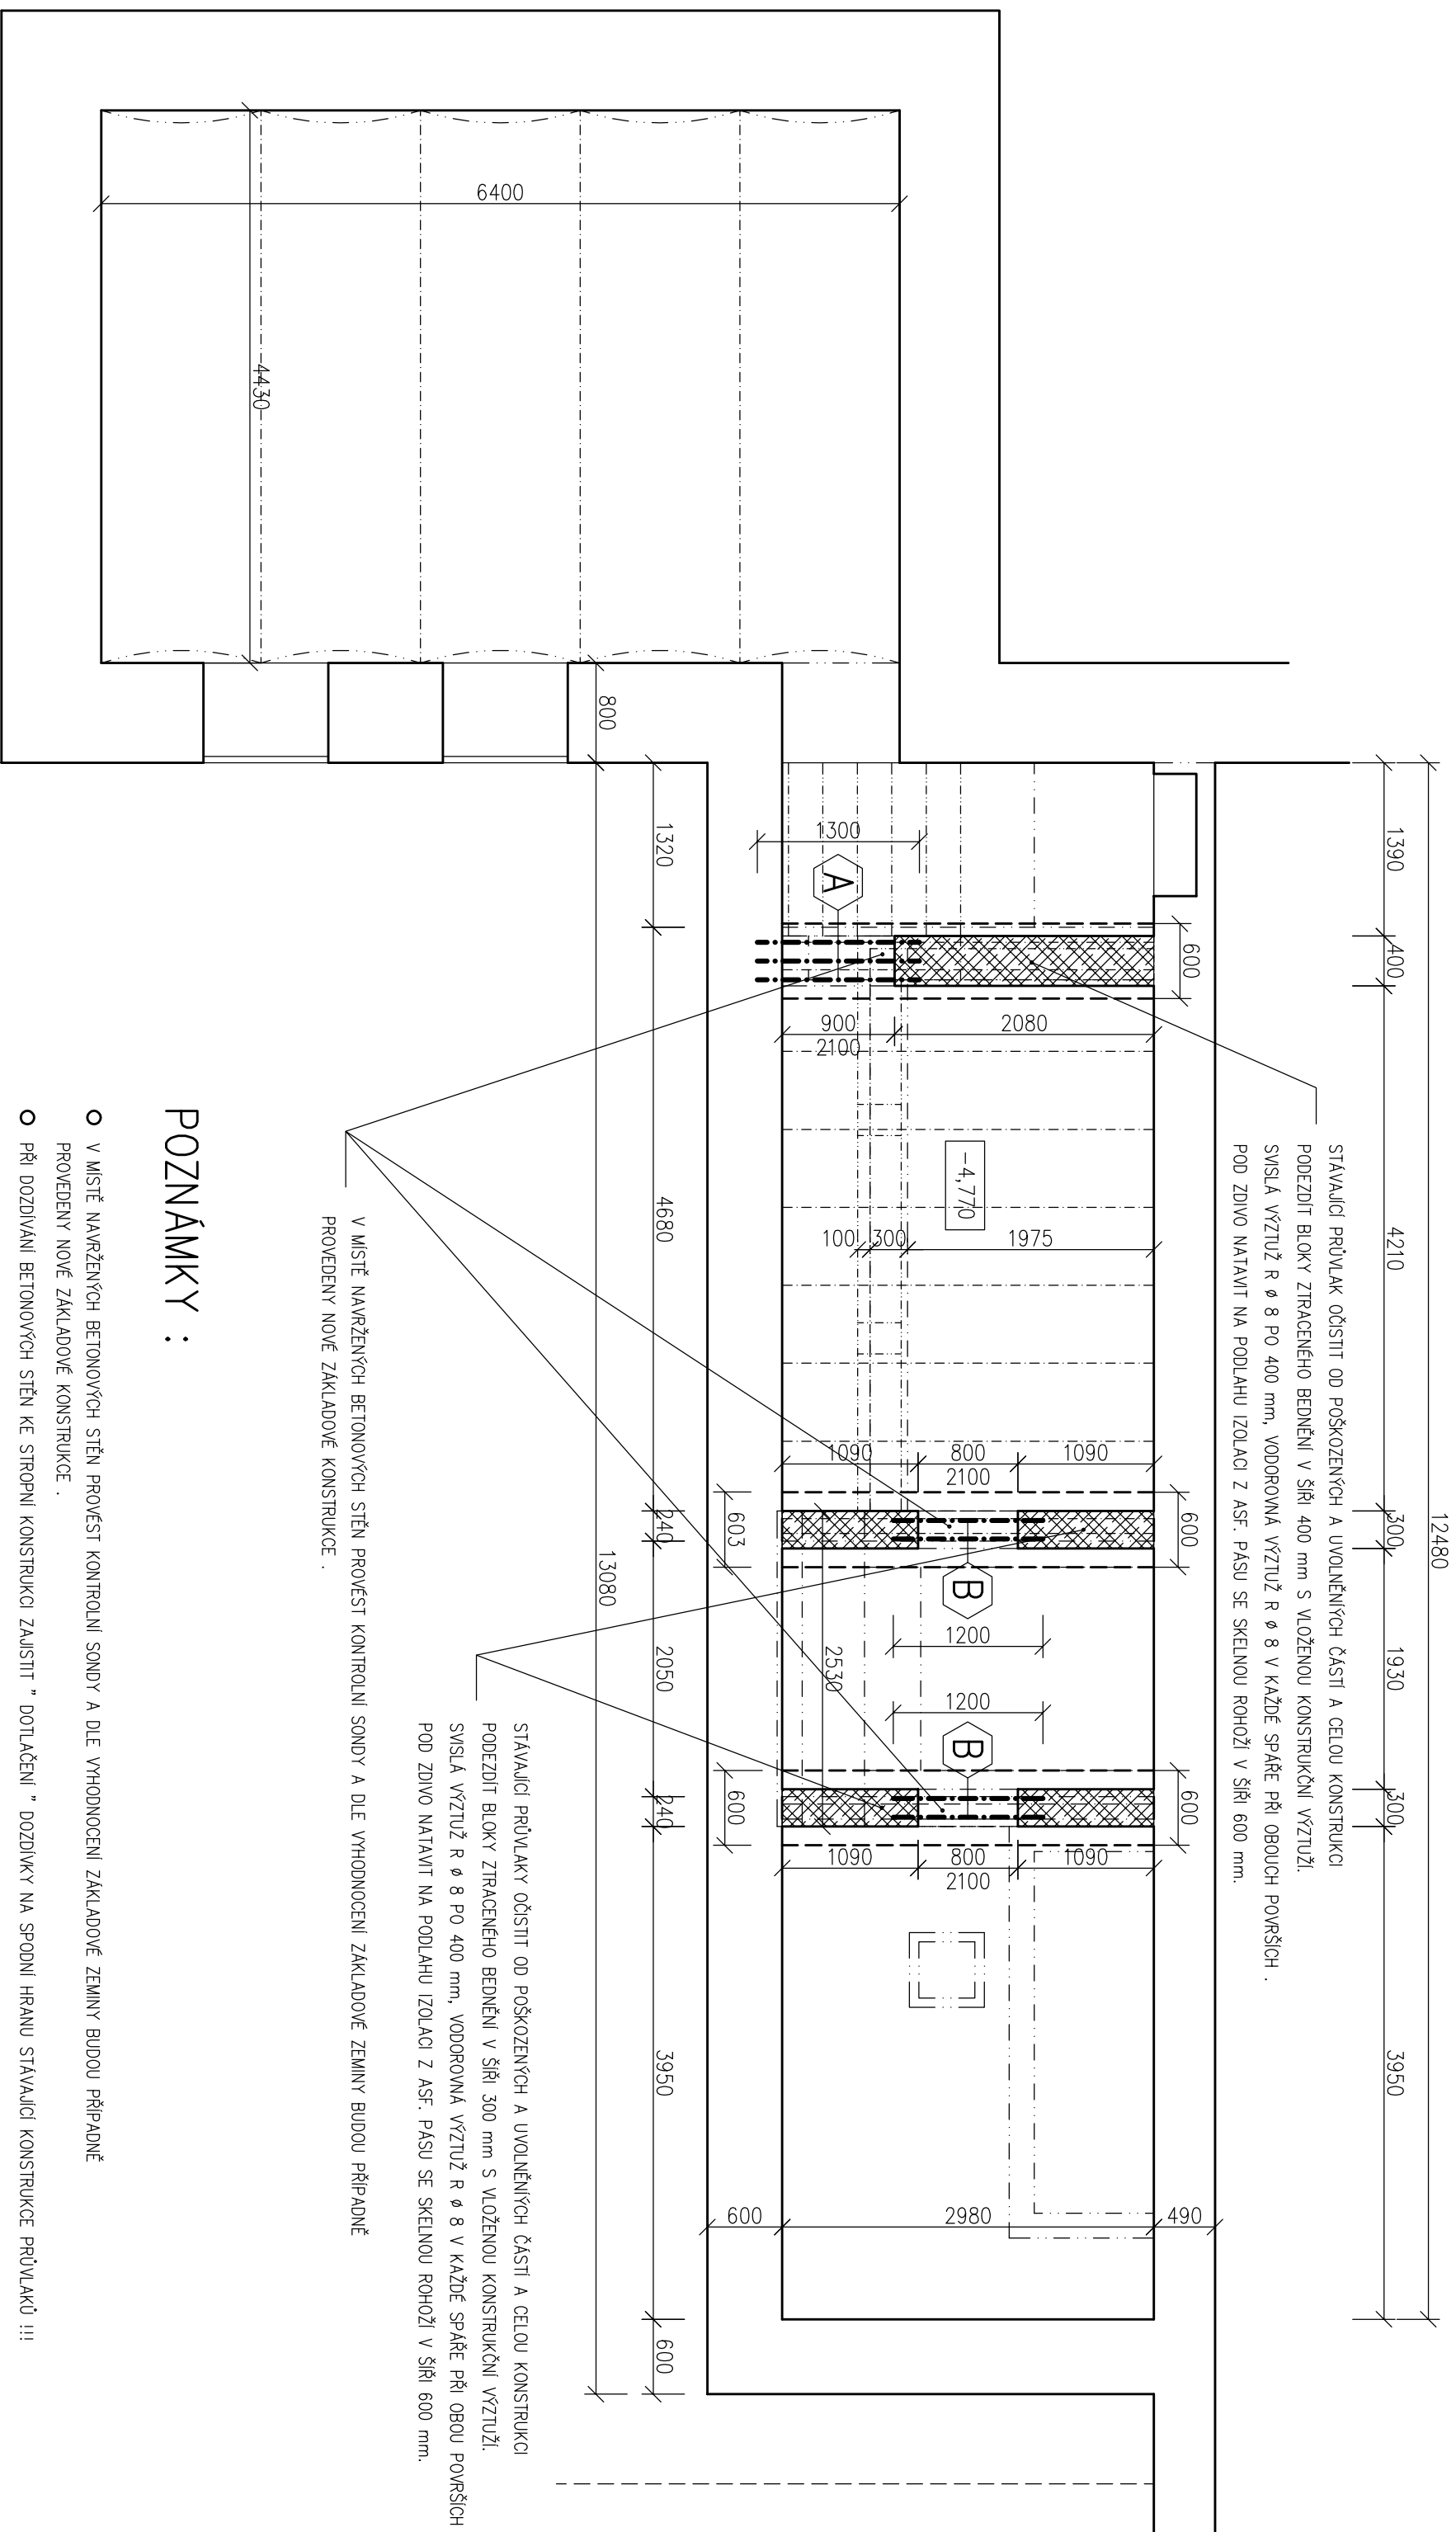 12480
1390
400
4210
300
1930
300
3950
STÁVAJÍCÍ PRŮVLAK OČISTIT OD POŠKOZENÝCH A UVOLNĚNÍÝCH ČÁSTÍ A CELOU KONSTRUKCI
PODEZDÍT BLOKY ZTRACENÉHO BEDNĚNÍ V ŠÍŘI 400 mm S VLOŽENOU KONSTRUKČNÍ VÝZTUŽÍ.
SVISLÁ VÝZTUŽ R ø 8 PO 400 mm, VODOROVNÁ VÝZTUŽ R ø 8 V KAŽDÉ SPÁŘE PŘI OBOUCH POVRŠÍCH .
POD ZDIVO NATAVIT NA PODLAHU IZOLACI Z ASF. PÁSU SE SKELNOU ROHOŽÍ V ŠÍŘI 600 mm.
600
600
600
490
2080
900
2100
1300
A
-4,770
1975
300
100
1090
800
2100
1090
B
1200
1200
B
2530
1090
800
2100
1090
2980
600
603
600
6400
4430
800
1320
4680
240
2050
240
3950
600
13080
STÁVAJÍCÍ PRŮVLAKY OČISTIT OD POŠKOZENÝCH A UVOLNĚNÍÝCH ČÁSTÍ A CELOU KONSTRUKCI
PODEZDÍT BLOKY ZTRACENÉHO BEDNĚNÍ V ŠÍŘI 300 mm S VLOŽENOU KONSTRUKČNÍ VÝZTUŽÍ.
SVISLÁ VÝZTUŽ R ø 8 PO 400 mm, VODOROVNÁ VÝZTUŽ R ø 8 V KAŽDÉ SPÁŘE PŘI OBOU POVRŠÍCH
POD ZDIVO NATAVIT NA PODLAHU IZOLACI Z ASF. PÁSU SE SKELNOU ROHOŽÍ V ŠÍŘI 600 mm.
V MÍSTĚ NAVRŽENÝCH BETONOVÝCH STĚN PROVÉST KONTROLNÍ SONDY A DLE VYHODNOCENÍ ZÁKLADOVÉ ZEMINY BUDOU PŘÍPADNĚ
PROVEDENY NOVÉ ZÁKLADOVÉ KONSTRUKCE .
POZNÁMKY :
V MÍSTĚ NAVRŽENÝCH BETONOVÝCH STĚN PROVÉST KONTROLNÍ SONDY A DLE VYHODNOCENÍ ZÁKLADOVÉ ZEMINY BUDOU PŘÍPADNĚ
PROVEDENY NOVÉ ZÁKLADOVÉ KONSTRUKCE .
PŘI DOZDÍVÁNÍ BETONOVÝCH STĚN KE STROPNÍ KONSTRUKCI ZAJISTIT " DOTLAČENÍ " DOZDÍVKY NA SPODNÍ HRANU STÁVAJÍCÍ KONSTRUKCE PRŮVLAKŮ !!!